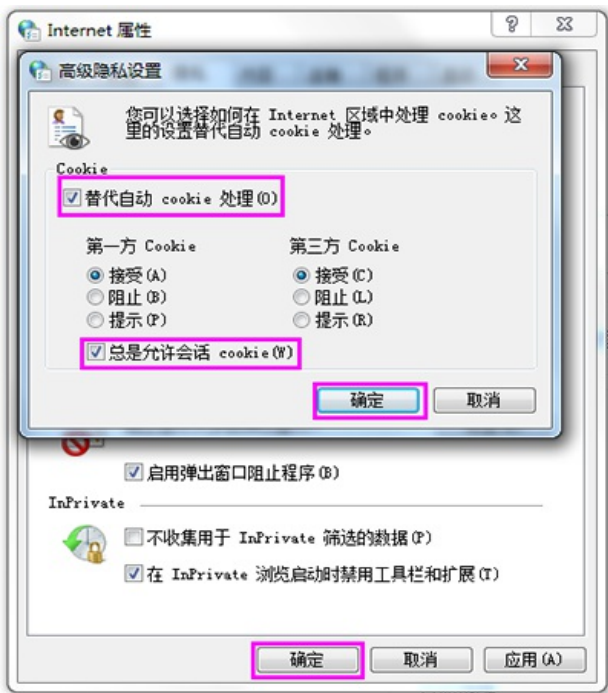 Internet 属性
高级隐私设置
您可以选择如何在 Internet 区域中处理 cookie。这
里的设置替代自动 cookie 处理。
Cookie
替代自动 cookie 处理(O)
第一方 Cookie
第三方 Cookie
接受(A)
接受(C)
阻止(B)
阻止(L)
提示(P)
提示(R)
总是允许会话 cookie(W)
确定
取消
启用弹出窗口阻止程序(B)
InPrivate
不收集用于 InPrivate 筛选的数据(P)
在 InPrivate 浏览启动时禁用工具栏和扩展(T)
确定
取消
应用(A)